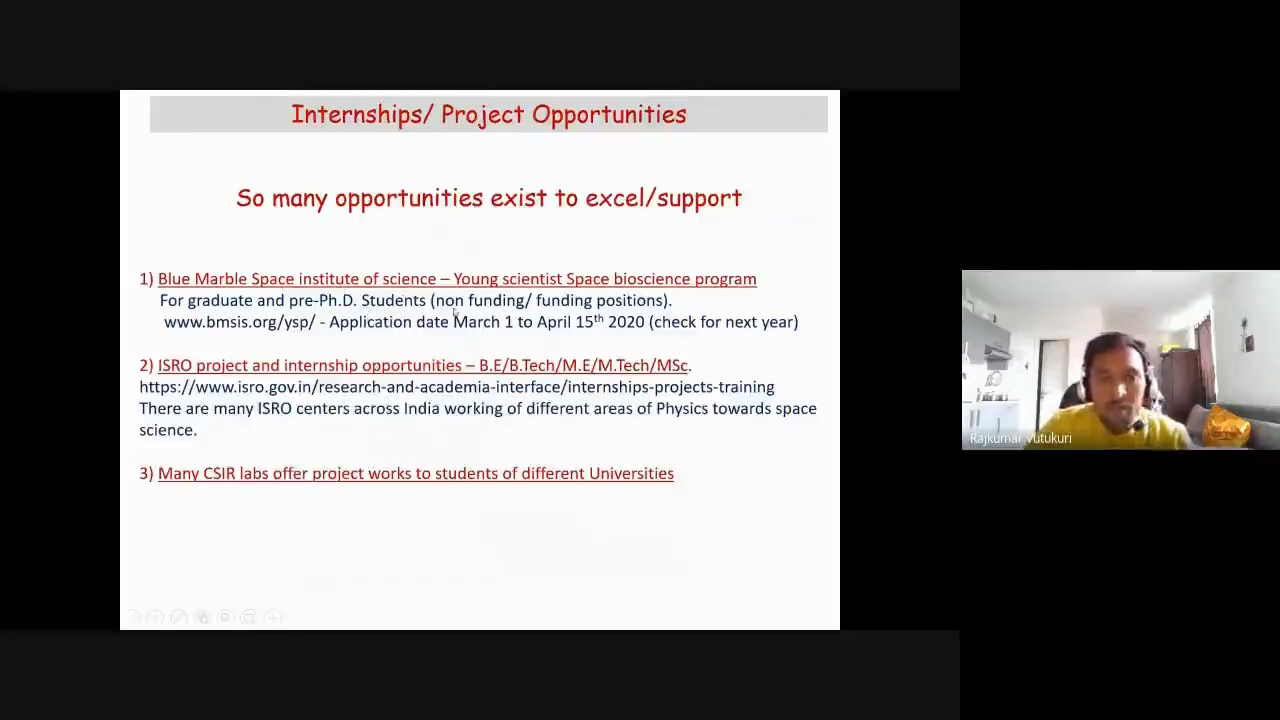 Internships/ Project Opportunities
So many opportunities exist to excel/support
1) Blue Marble Space institute of science – Young scientist Space bioscience program
For graduate and pre-Ph.D. Students (non funding/ funding positions).
www.bmsis.org/ysp/ - Application date March 1 to April 15th 2020 (check for next year)
2) ISRO project and internship opportunities – B.E/B.Tech/M.E/M.Tech/MSc.
https://www.isro.gov.in/research-and-academia-interface/internships-projects-training
There are many ISRO centers across India working of different areas of Physics towards space
science.
3) Many CSIR labs offer project works to students of different Universities
Rajkumar Vutukuri